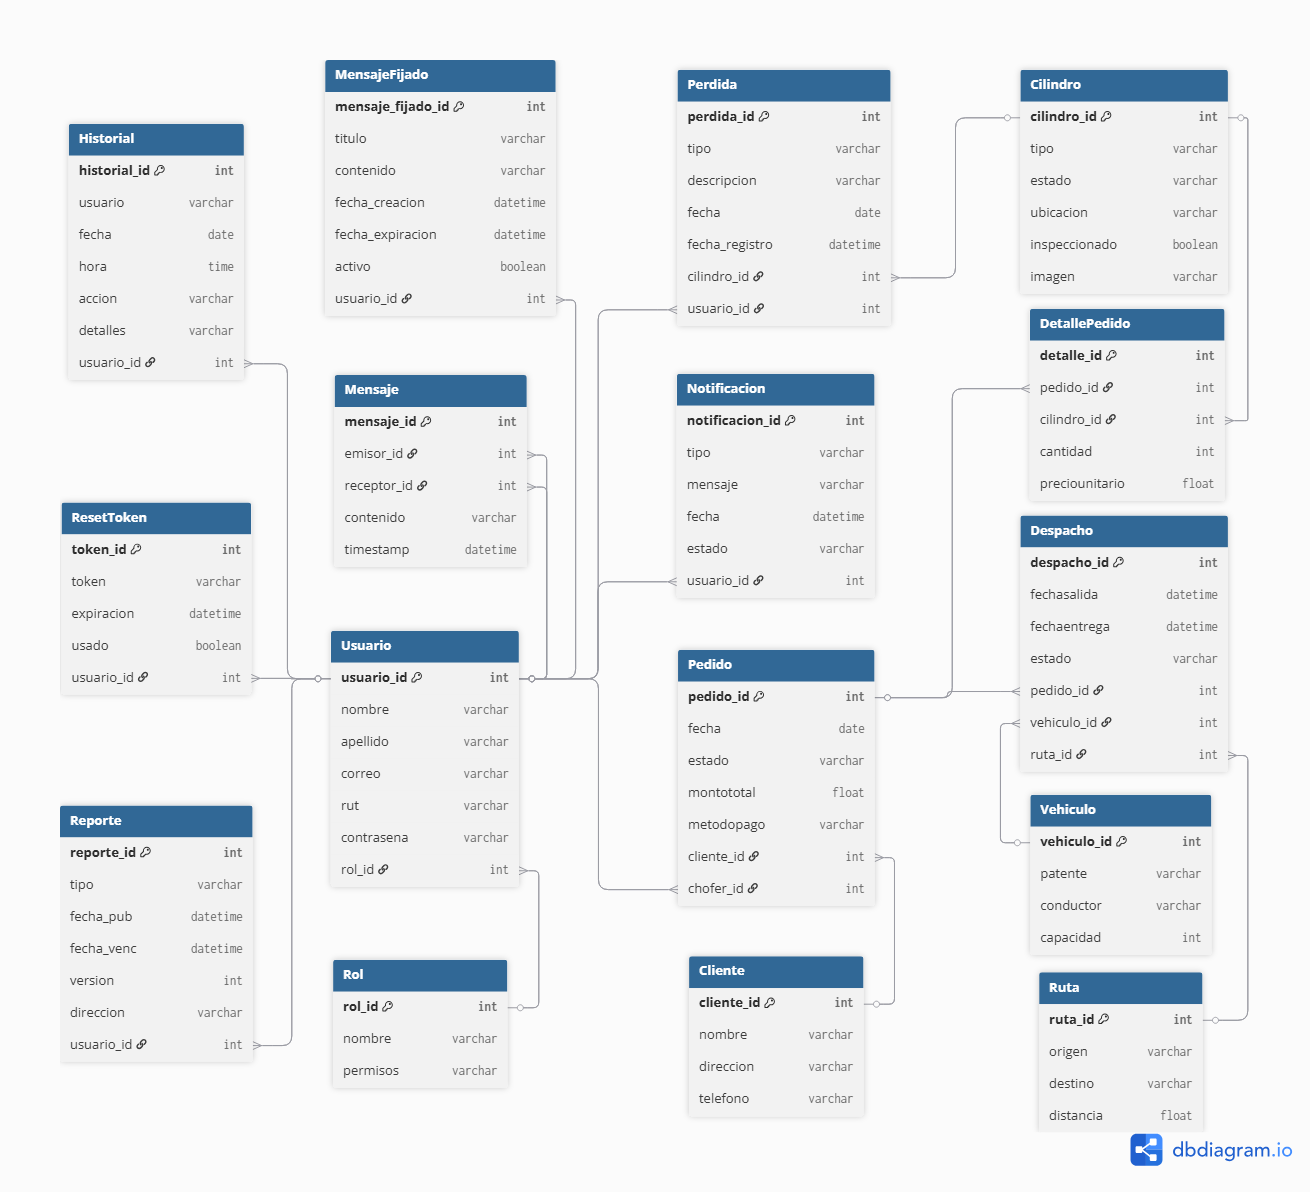 Historial
historial_id int
usuario varchar
fecha date
hora time
accion varchar
detalles varchar
usuario_id int
ResetToken
token_id int
token varchar
expiracion datetime
usado boolean
usuario_id int
Reporte
reporte_id int
tipo varchar
fecha_pub datetime
fecha_venc datetime
version int
direccion varchar
usuario_id int
MensajeFijado
mensaje_fijado_id int
titulo varchar
contenido varchar
fecha_creacion datetime
fecha_expiracion datetime
activo boolean
usuario_id int
Mensaje
mensaje_id int
emisor_id int
receptor_id int
contenido varchar
timestamp datetime
Usuario
usuario_id int
nombre varchar
apellido varchar
correo varchar
rut varchar
contrasena varchar
rol_id int
Rol
rol_id int
nombre varchar
permisos varchar
Perdida
perdida_id int
tipo varchar
descripcion varchar
fecha date
fecha_registro datetime
cilindro_id int
usuario_id int
Notificacion
notificacion_id int
tipo varchar
mensaje varchar
fecha datetime
estado varchar
usuario_id int
Pedido
pedido_id int
fecha date
estado varchar
montototal float
metodopago varchar
cliente_id int
chofer_id int
Cliente
cliente_id int
nombre varchar
direccion varchar
telefono varchar
Cilindro
cilindro_id int
tipo varchar
estado varchar
ubicacion varchar
inspeccionado boolean
imagen varchar
DetallePedido
detalle_id int
pedido_id int
cilindro_id int
cantidad int
preciounitario float
Despacho
despacho_id int
fechasalida datetime
fechaentrega datetime
estado varchar
pedido_id int
vehiculo_id int
ruta_id int
Vehiculo
vehiculo_id int
patente varchar
conductor varchar
capacidad int
Ruta
ruta_id int
origen varchar
destino varchar
distancia float
dbdiagram.io